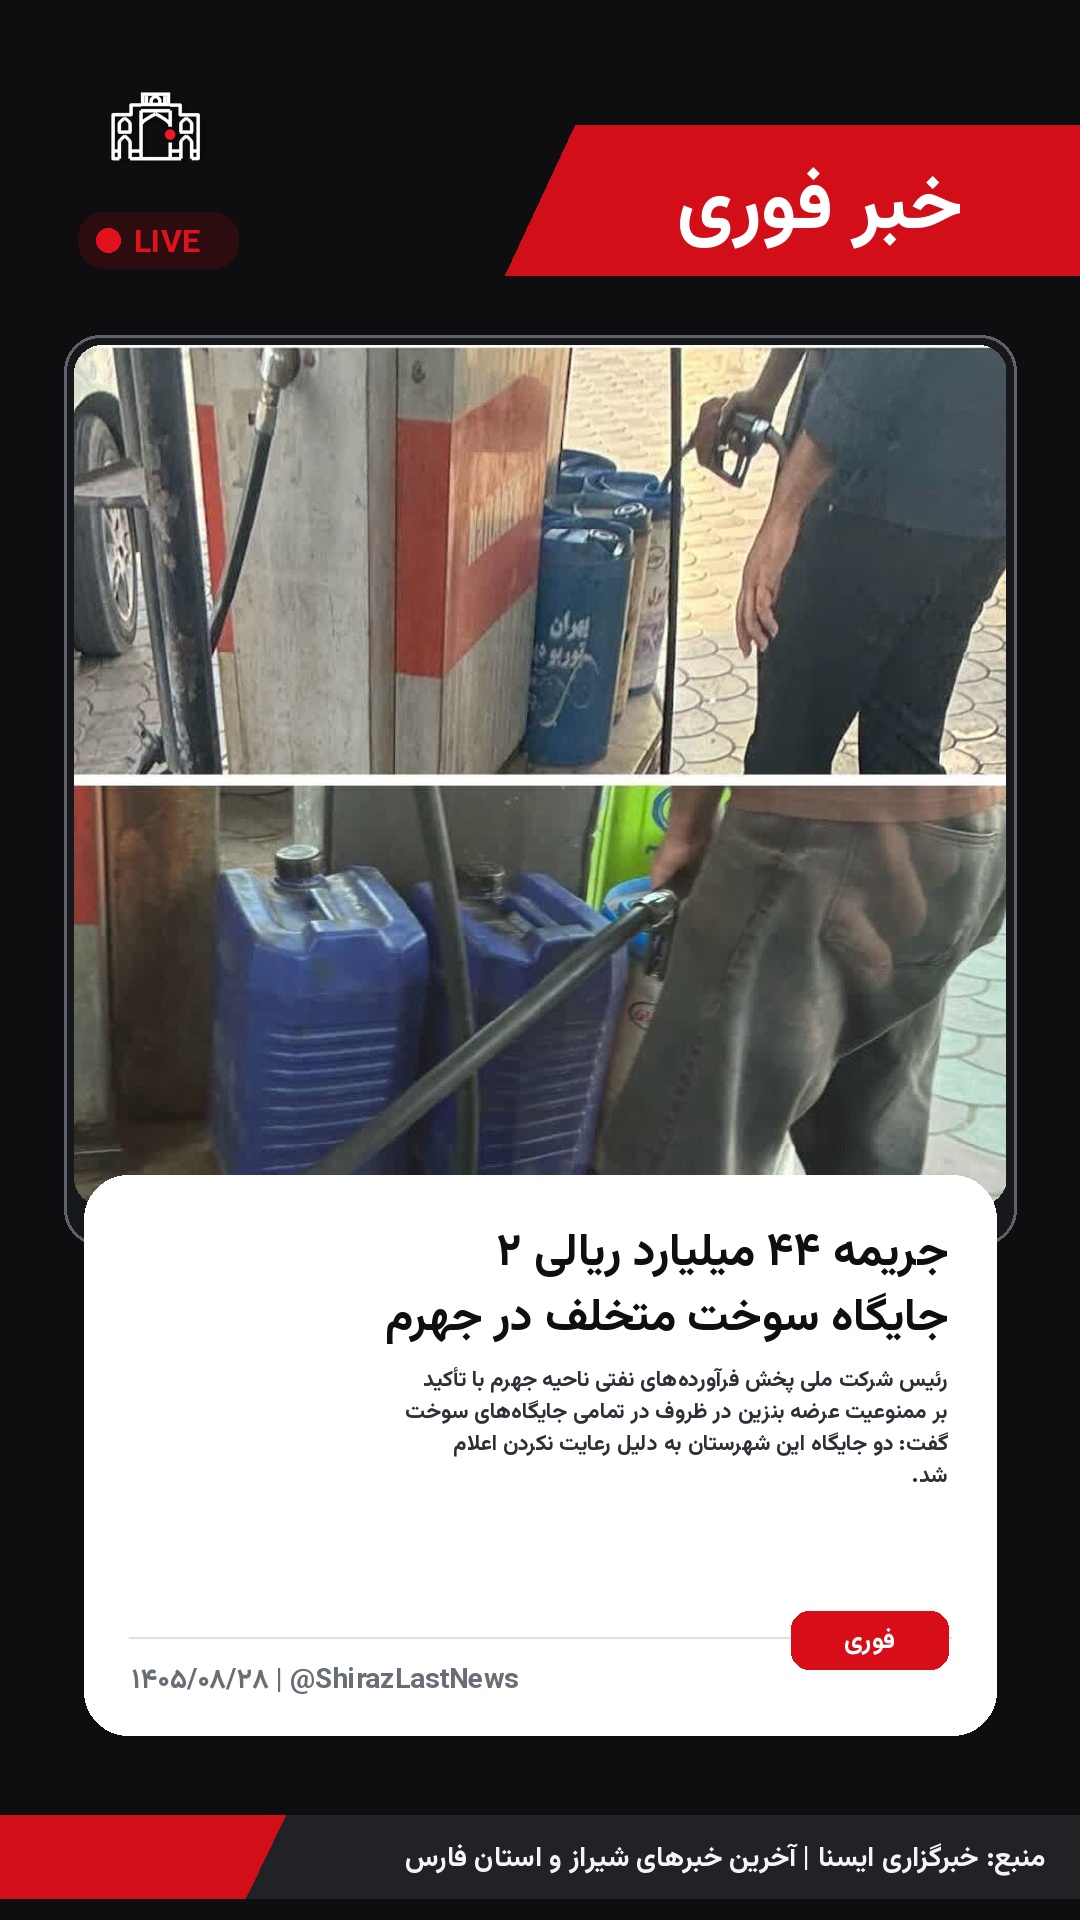 خبر فوری
LIVE
تهران
توربو
جریمه ۴۴ میلیارد ریالی ۲
جایگاه سوخت متخلف در جهرم
رئیس شرکت ملی پخش فرآورده‌های نفتی ناحیه جهرم با تأکید
بر ممنوعیت عرضه بنزین در ظروف در تمامی جایگاه‌های سوخت
گفت: دو جایگاه این شهرستان به دلیل رعایت نکردن اعلام
شد.
فوری
۱۴۰۵/۰۸/۲۸ | @ShirazLastNews
منبع: خبرگزاری ایسنا | آخرین خبرهای شیراز و استان فارس